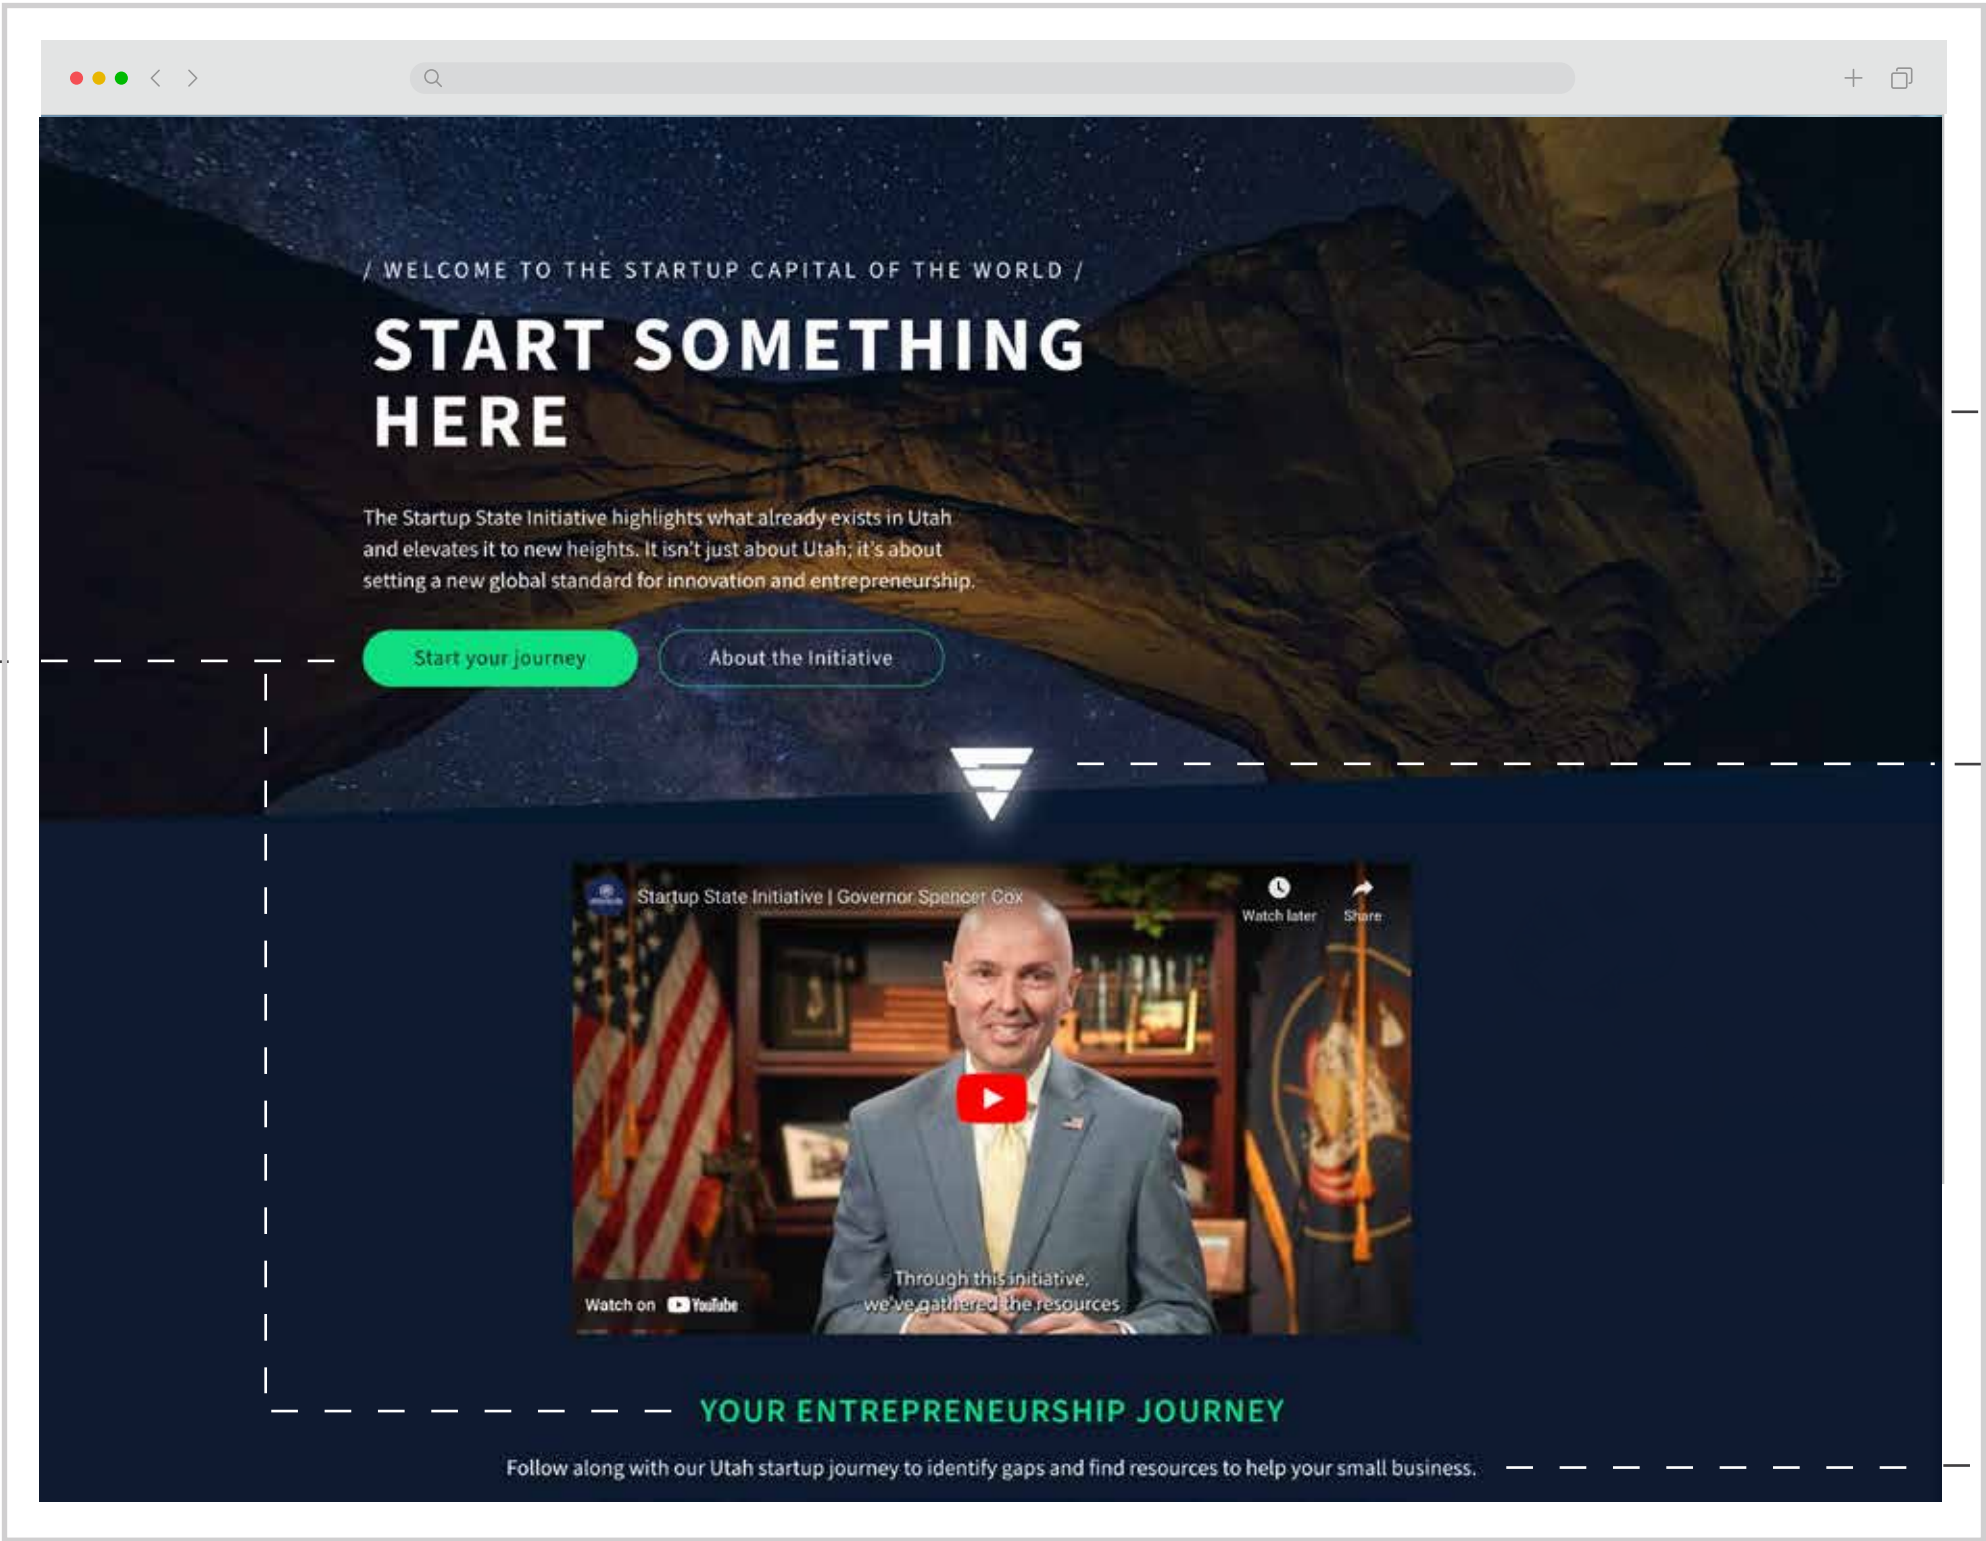 / WELCOME TO THE STARTUP CAPITAL OF THE WORLD /
START SOMETHING
HERE
The Startup State Initiative highlights what already exists in Utah
and elevates it to new heights. It isn't just about Utah; it's about
setting a new global standard for innovation and entrepreneurship.
Start your journey
About the Initiative
Startup State Initiative | Governor Spencer Cox
Watch later
Share
Through this initiative,
we've gathered the resources
Watch on YouTube
YOUR ENTREPRENEURSHIP JOURNEY
Follow along with our Utah startup journey to identify gaps and find resources to help your small business.